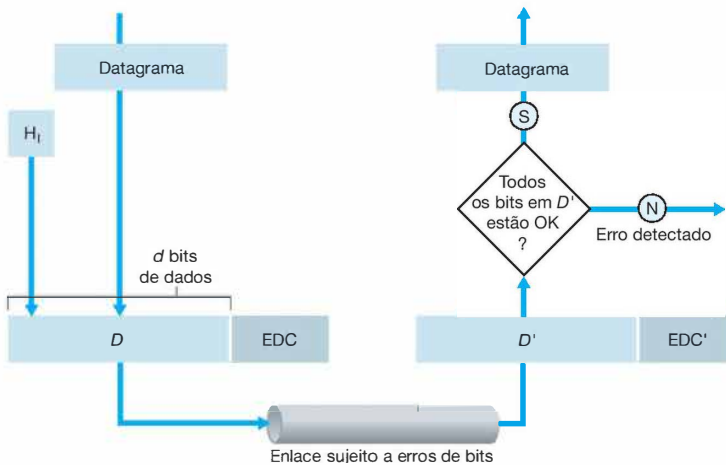 Datagrama
H_I
d bits
de dados
D
EDC
Enlace sujeito a erros de bits
Datagrama
S
Todos
os bits em D'
estão OK
?
N
Erro detectado
D'
EDC'